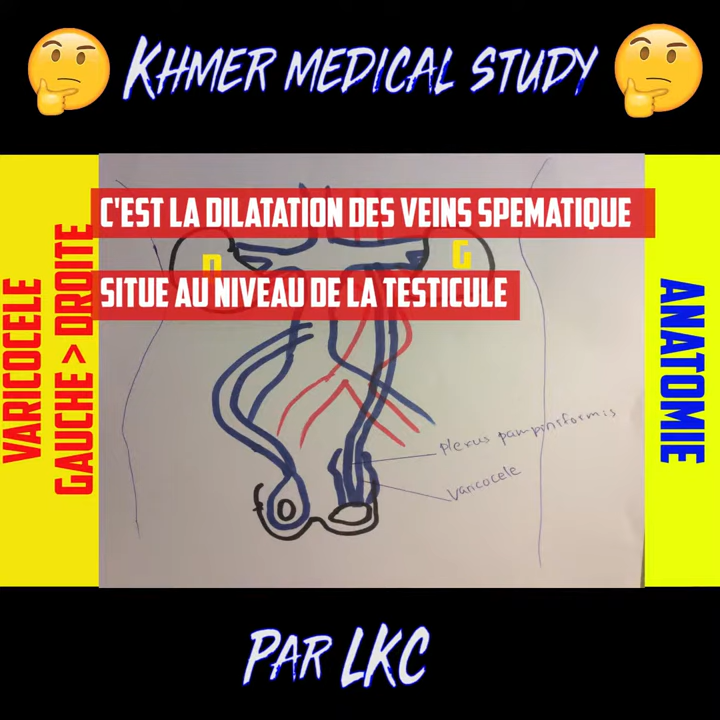 KHMER MEDICAL STUDY
C'EST LA DILATATION DES VEINS SPEMATIQUE
SITUE AU NIVEAU DE LA TESTICULE
VARICOCELE
GAUCHE > DROITE
D
G
ANATOMIE
plexus pampiniformis
varicocele
PAR LKC